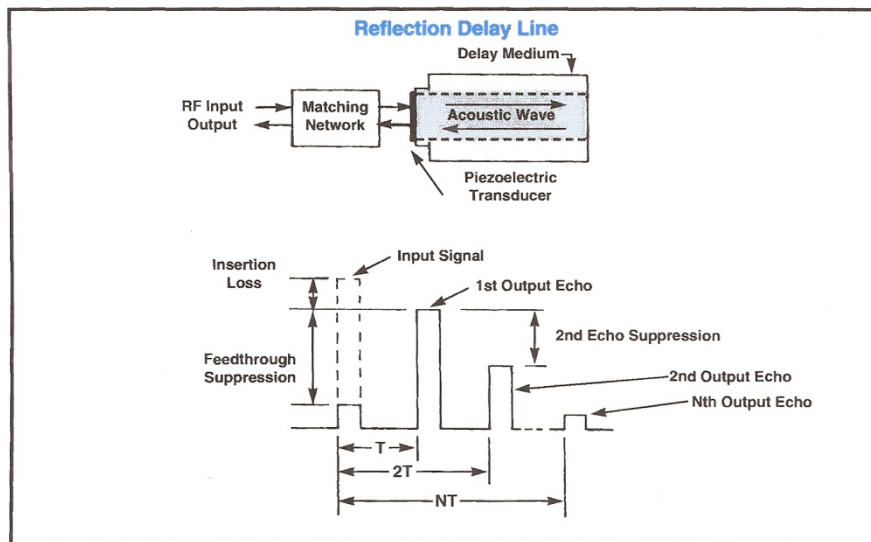 Reflection Delay Line
Delay Medium
RF Input
Output
Matching
Network
Acoustic Wave
Piezoelectric
Transducer
Insertion
Loss
Input Signal
1st Output Echo
Feedthrough
Suppression
2nd Echo Suppression
2nd Output Echo
Nth Output Echo
T
2T
NT